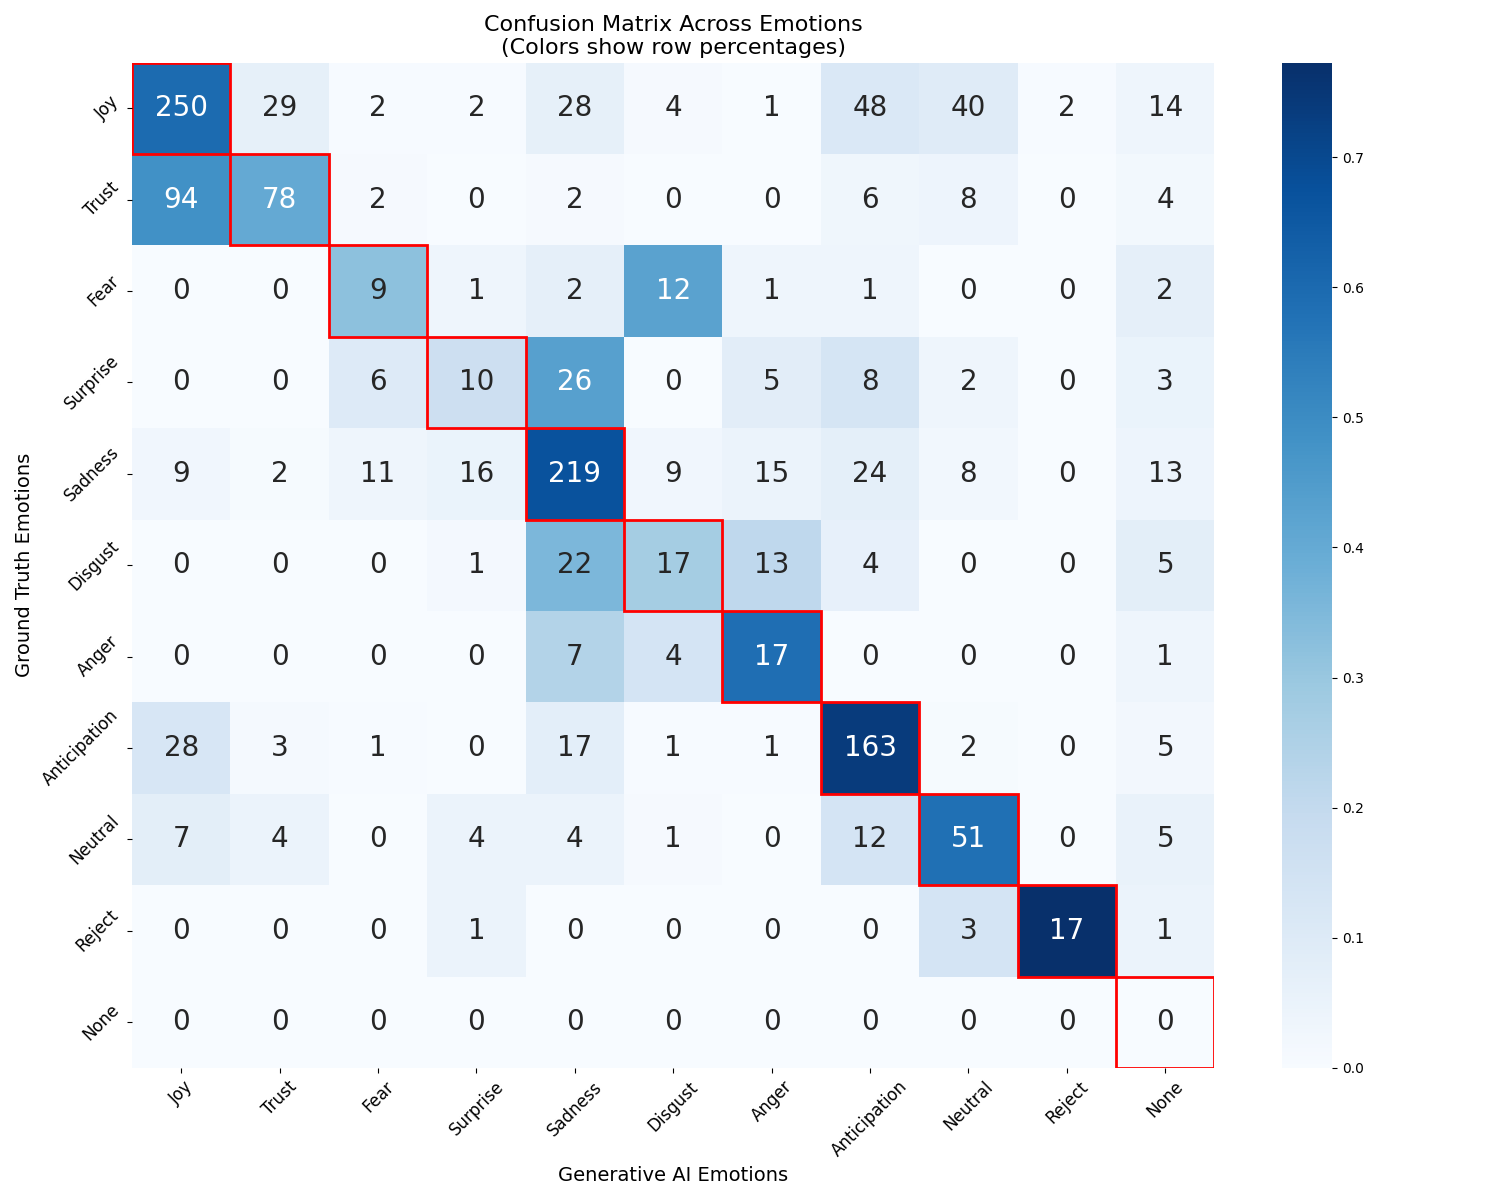 Confusion Matrix Across Emotions
(Colors show row percentages)
Joy 250 29 2 2 28 4 1 48 40 2 14
Trust 94 78 2 0 2 0 0 6 8 0 4
Fear 0 0 9 1 2 12 1 1 0 0 2
Surprise 0 0 6 10 26 0 5 8 2 0 3
Sadness 9 2 11 16 219 9 15 24 8 0 13
Disgust 0 0 0 1 22 17 13 4 0 0 5
Anger 0 0 0 0 7 4 17 0 0 0 1
Anticipation 28 3 1 0 17 1 1 163 2 0 5
Neutral 7 4 0 4 4 1 0 12 51 0 5
Reject 0 0 0 1 0 0 0 0 3 17 1
None 0 0 0 0 0 0 0 0 0 0 0
Joy Trust Fear Surprise Sadness Disgust Anger Anticipation Neutral Reject None
Generative AI Emotions
Ground Truth Emotions
0.7
0.6
0.5
0.4
0.3
0.2
0.1
0.0